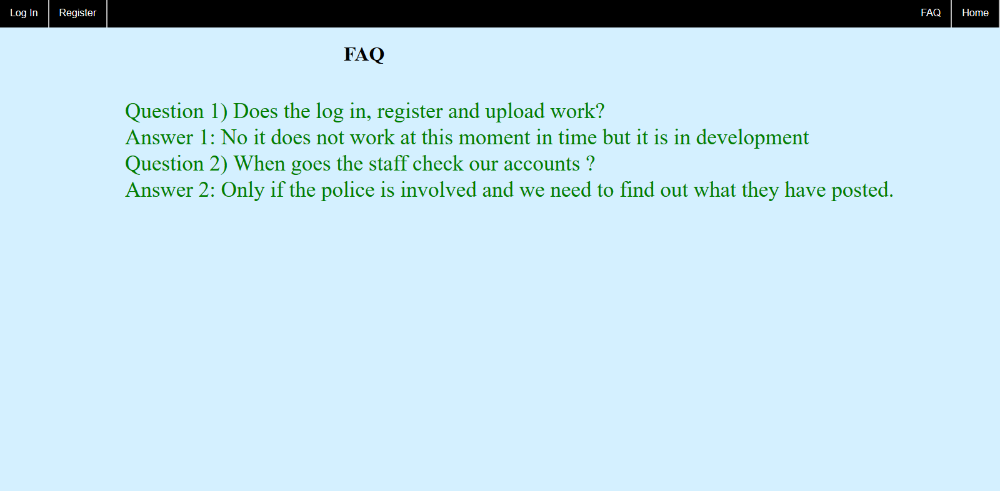 Log In
Register
FAQ
Home
FAQ
Question 1) Does the log in, register and upload work?
Answer 1: No it does not work at this moment in time but it is in development
Question 2) When goes the staff check our accounts ?
Answer 2: Only if the police is involved and we need to find out what they have posted.